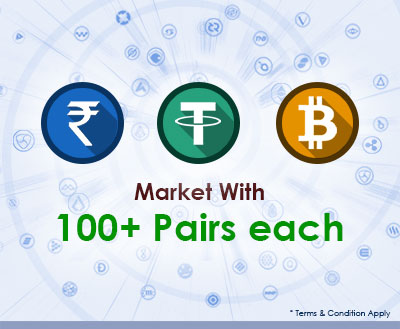 Market With
100+ Pairs each
* Terms & Condition Apply